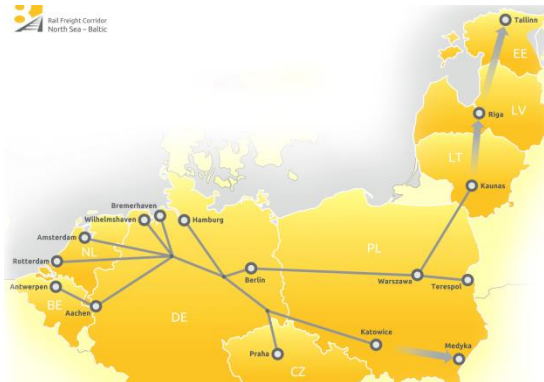 Rail Freight Corridor
North Sea – Baltic
Tallinn
EE
Riga
LV
LT
Kaunas
Bremerhaven
Wilhelmshaven
Hamburg
Amsterdam
NL
PL
Rotterdam
Berlin
Warszawa
Terespol
Antwerpen
BE
Aachen
DE
Katowice
Medyka
Praha
CZ